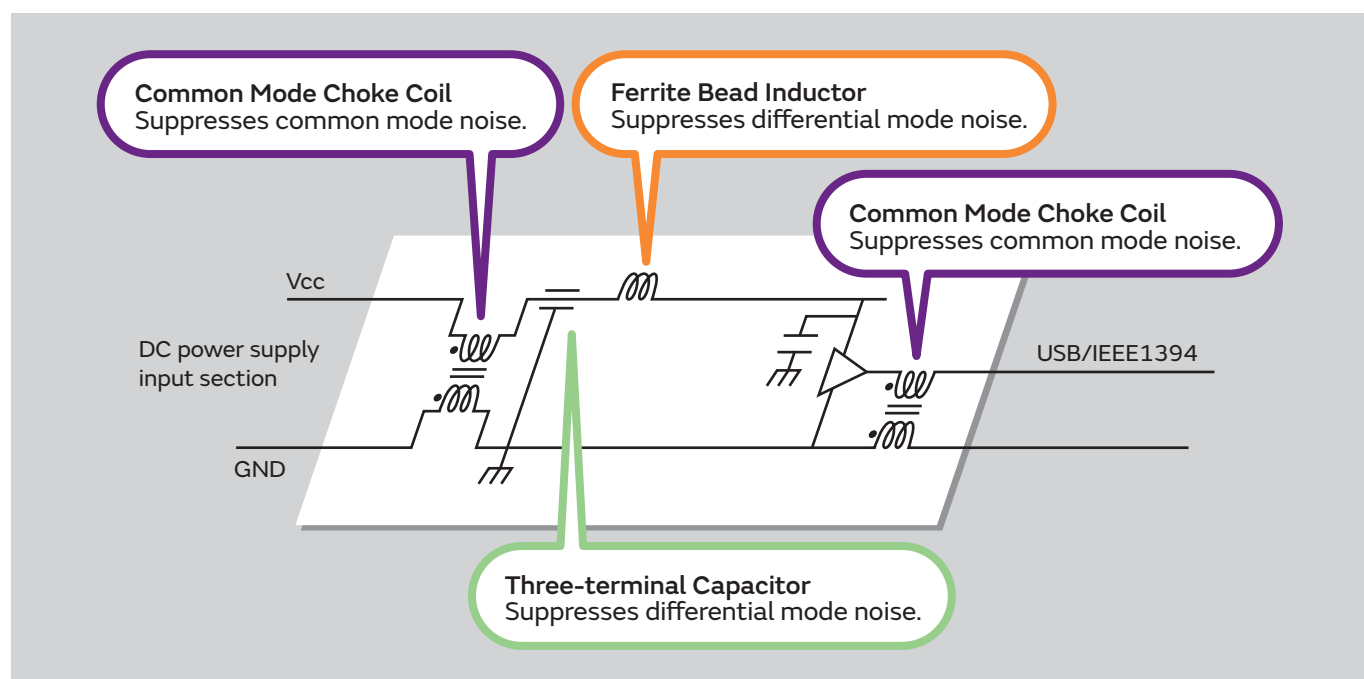 Common Mode Choke Coil
Suppresses common mode noise.
Ferrite Bead Inductor
Suppresses differential mode noise.
Common Mode Choke Coil
Suppresses common mode noise.
Vcc
DC power supply
input section
USB/IEEE1394
GND
Three-terminal Capacitor
Suppresses differential mode noise.